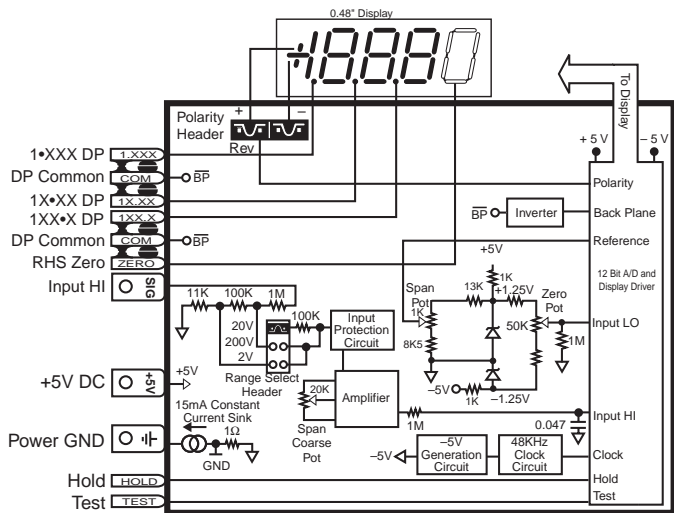 0.48" Display
To Display
+ –
Polarity
Header
Rev
+ 5 V
– 5 V
1•XXX DP
1.XXX
DP Common
COM
BP
1X•XX DP
1X.XX
1XX•X DP
1XX.X
DP Common
COM
BP
RHS Zero
ZERO
Input HI
SIG
+5V DC
+5V
+5V
Power GND
15mA Constant
Current Sink
1Ω
GND
Hold
HOLD
Test
TEST
11K
100K
1M
20V
200V
2V
100K
Range Select
Header
Input
Protection
Circuit
20K
Span
Coarse
Pot
Amplifier
1M
Polarity
BP
Inverter
Back Plane
Reference
+5V
1K
13K
+1.25V
Span
Pot
1K
8K5
Zero
Pot
50K
1M
–5V
1K
–1.25V
12 Bit A/D and
Display Driver
Input LO
Input HI
0.047
–5V
–5V
Generation
Circuit
48KHz
Clock
Circuit
Clock
Hold
Test